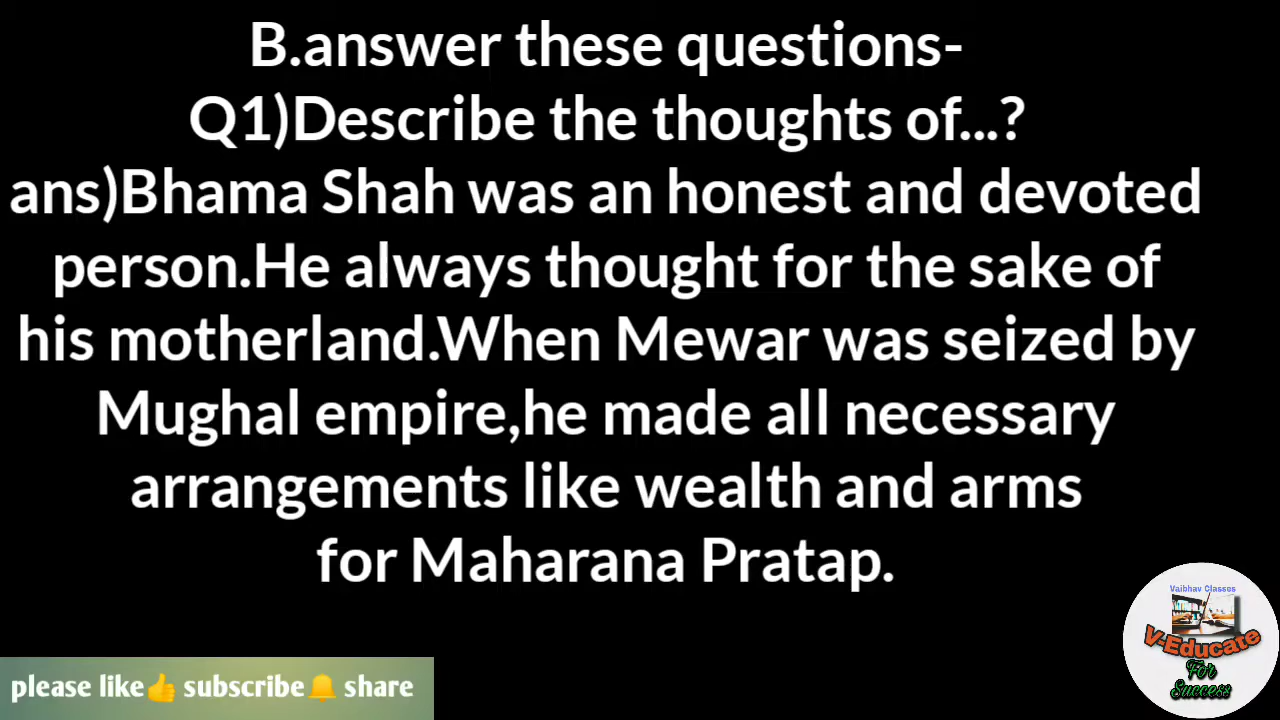 B.answer these questions-
Q1)Describe the thoughts of...?
ans)Bhama Shah was an honest and devoted
person.He always thought for the sake of
his motherland.When Mewar was seized by
Mughal empire,he made all necessary
arrangements like wealth and arms
for Maharana Pratap.
Vaibhav Classes
V-Educate
For
Success
please like👍 subscribe🔔 share